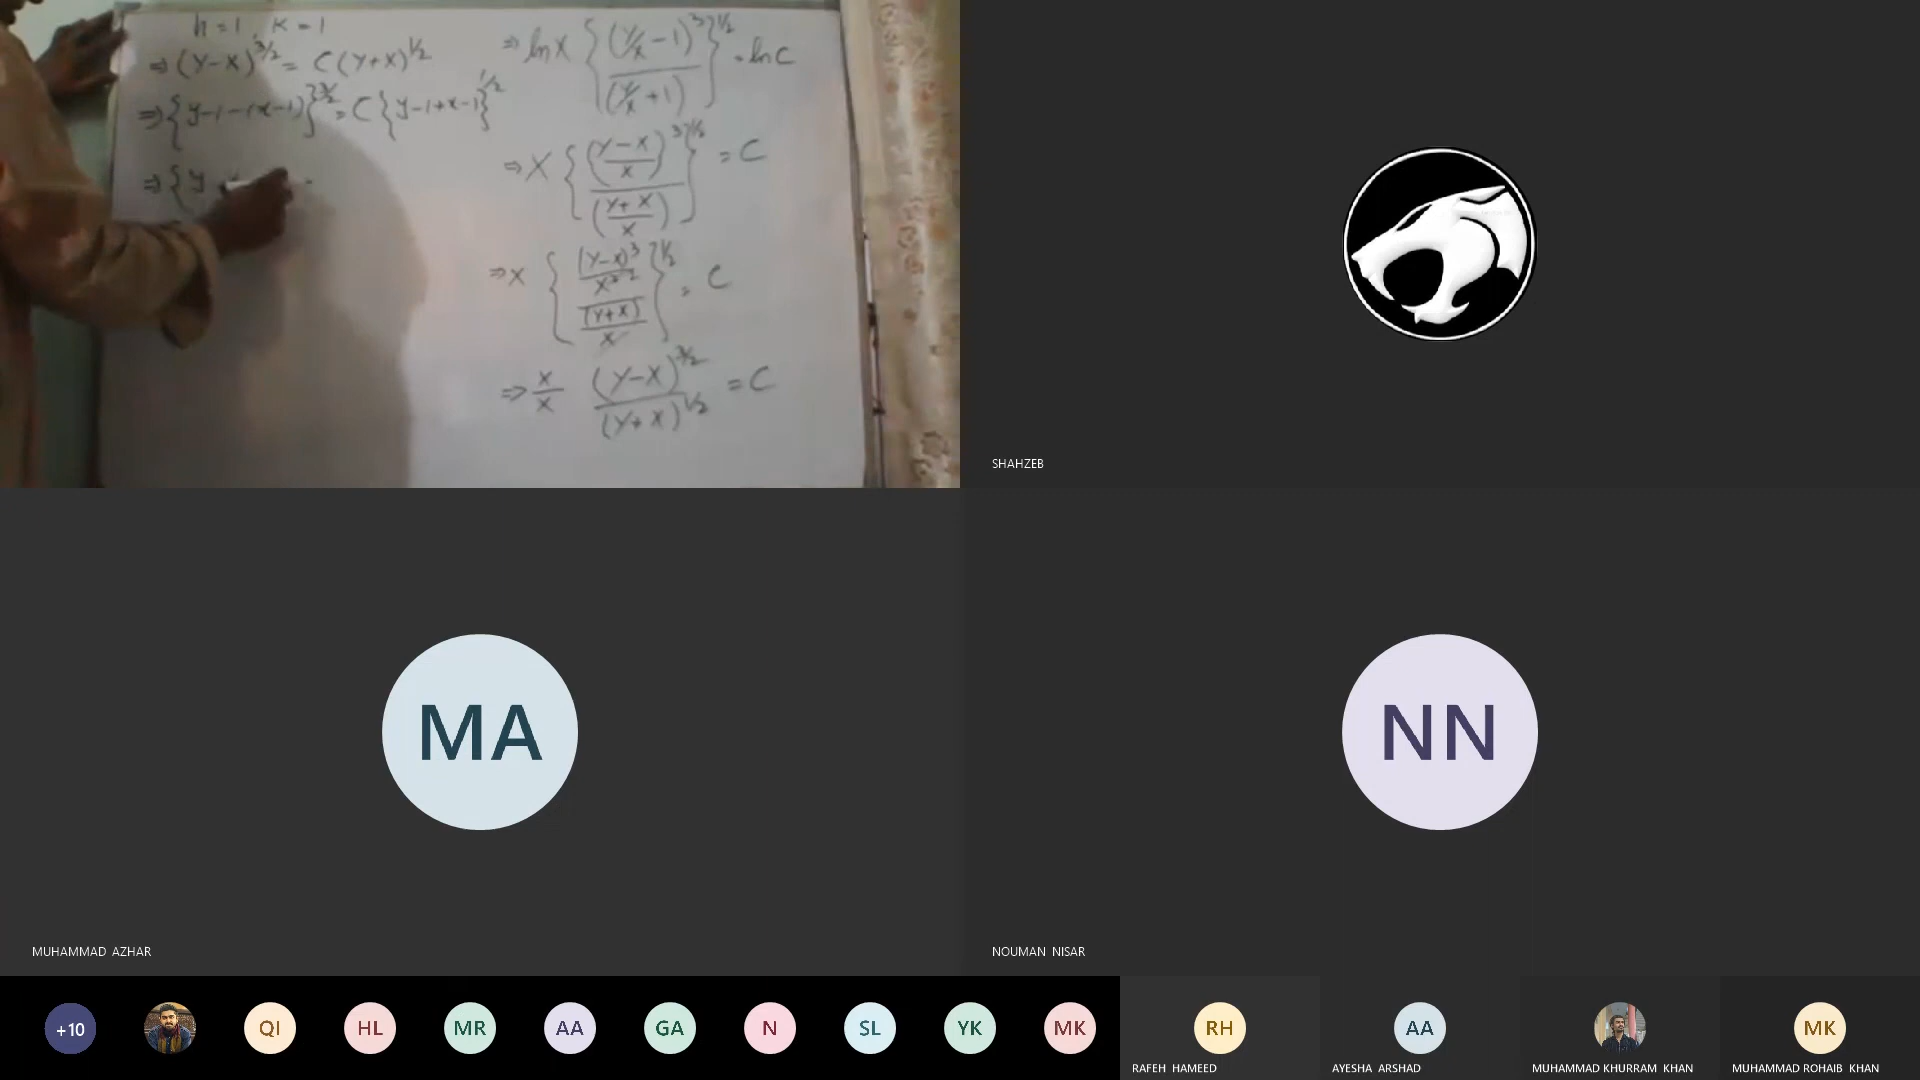 h = 1 , K = 1
⇒ (Y-X)^3/2 = C (Y+X)^1/2
⇒ {y-1-(x-1)}^3/2 = C {y-1+x-1}^1/2
⇒ {y
⇒ ln X {(Y/X - 1)^3 / (Y/X + 1)}^1/2 = ln C
⇒ X {((Y-X)/X)^3 / ((Y+X)/X)}^1/2 = C
⇒ X {(Y-X)^3/X^3 2 / (Y+X)/X}^1/2 = C
⇒ X/X (Y-X)^3/2 / (Y+X)^1/2 = C
SHAHZEB
MA
NN
MUHAMMAD AZHAR
NOUMAN NISAR
+10
QI
HL
MR
AA
GA
N
SL
YK
MK
RH
AA
MK
RAFEH HAMEED
AYESHA ARSHAD
MUHAMMAD KHURRAM KHAN
MUHAMMAD ROHAIB KHAN